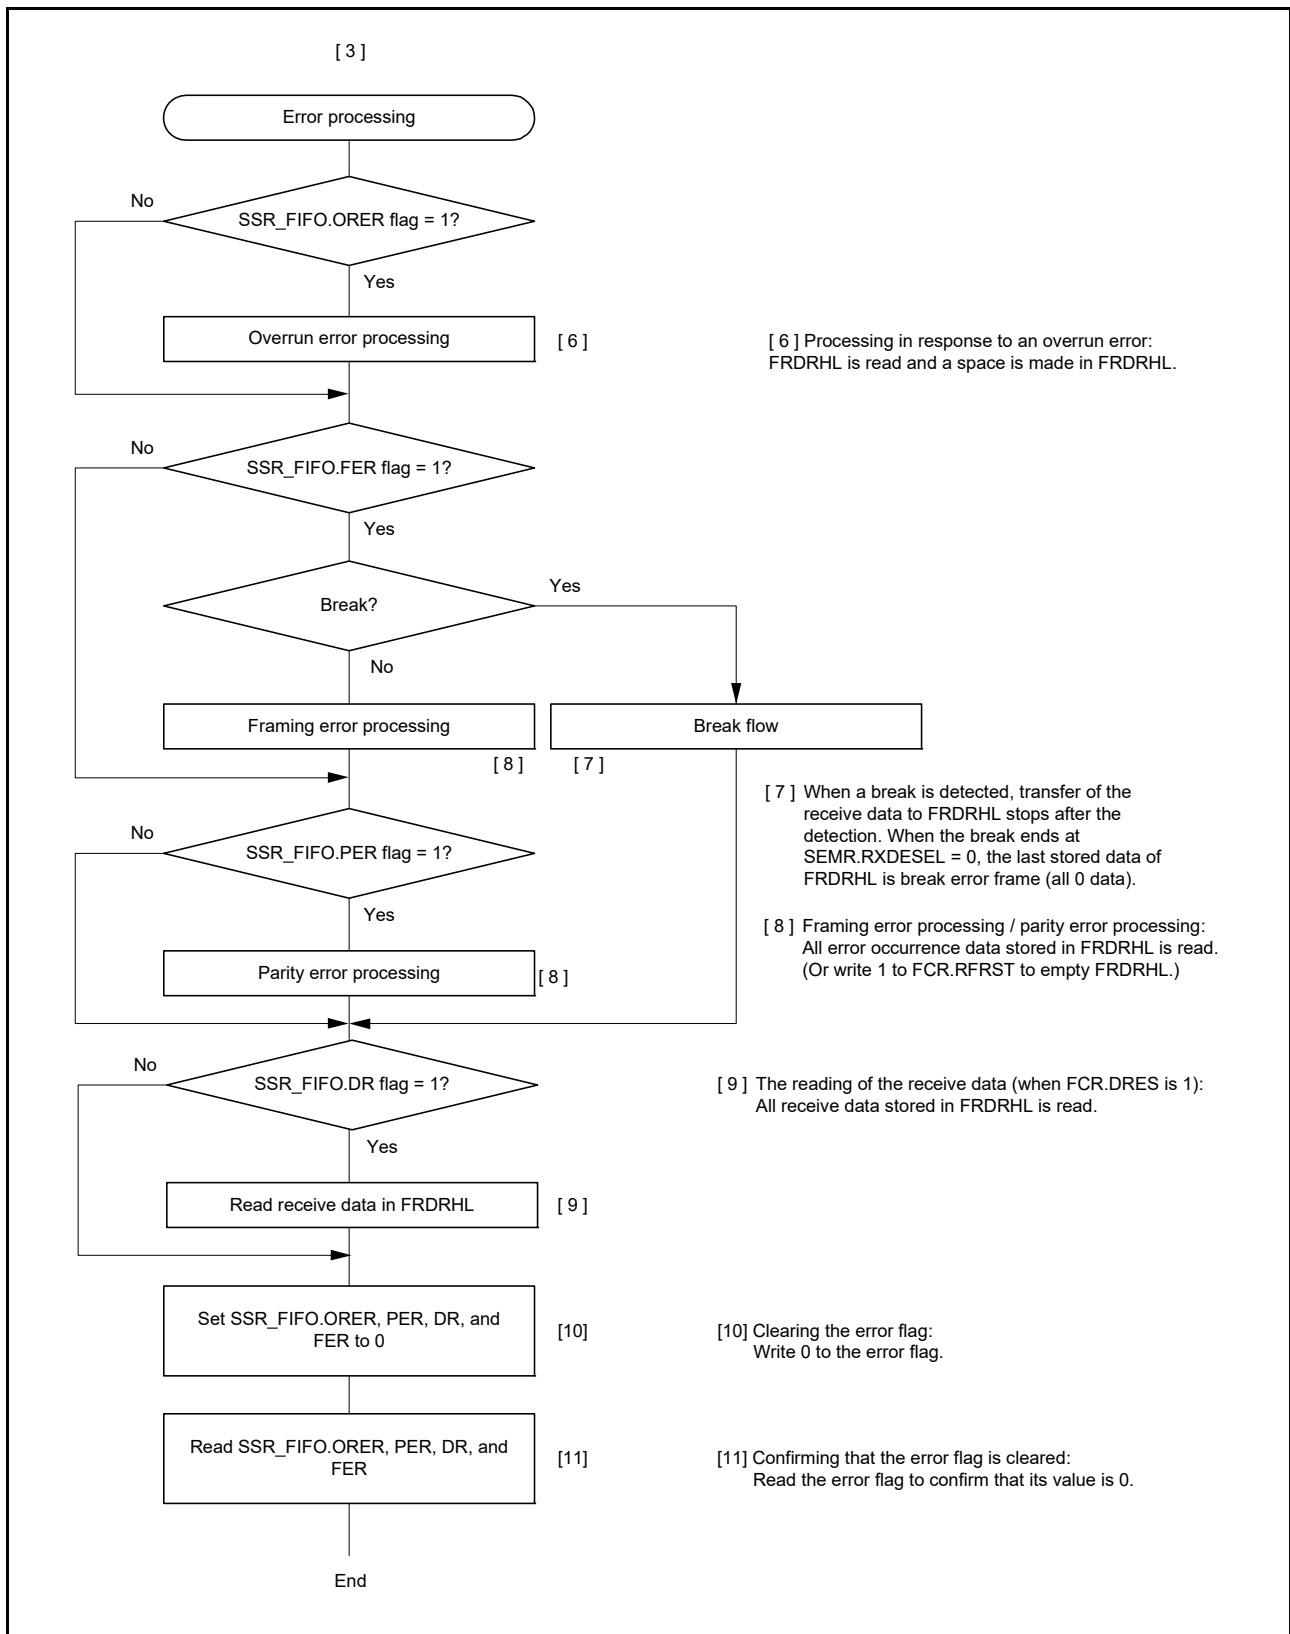 [ 3 ]
Error processing
No
SSR_FIFO.ORER flag = 1?
Yes
Overrun error processing
[ 6 ]
[ 6 ] Processing in response to an overrun error:
FRDRHL is read and a space is made in FRDRHL.
No
SSR_FIFO.FER flag = 1?
Yes
Break?
Yes
No
Framing error processing
Break flow
[ 8 ]
[ 7 ]
[ 7 ] When a break is detected, transfer of the
receive data to FRDRHL stops after the
detection. When the break ends at
SEMR.RXDESEL = 0, the last stored data of
FRDRHL is break error frame (all 0 data).
No
SSR_FIFO.PER flag = 1?
Yes
[ 8 ] Framing error processing / parity error processing:
All error occurrence data stored in FRDRHL is read.
(Or write 1 to FCR.RFRST to empty FRDRHL.)
Parity error processing
[ 8 ]
No
SSR_FIFO.DR flag = 1?
Yes
[ 9 ] The reading of the receive data (when FCR.DRES is 1):
All receive data stored in FRDRHL is read.
Read receive data in FRDRHL
[ 9 ]
Set SSR_FIFO.ORER, PER, DR, and
FER to 0
[10]
[10] Clearing the error flag:
Write 0 to the error flag.
Read SSR_FIFO.ORER, PER, DR, and
FER
[11]
[11] Confirming that the error flag is cleared:
Read the error flag to confirm that its value is 0.
End